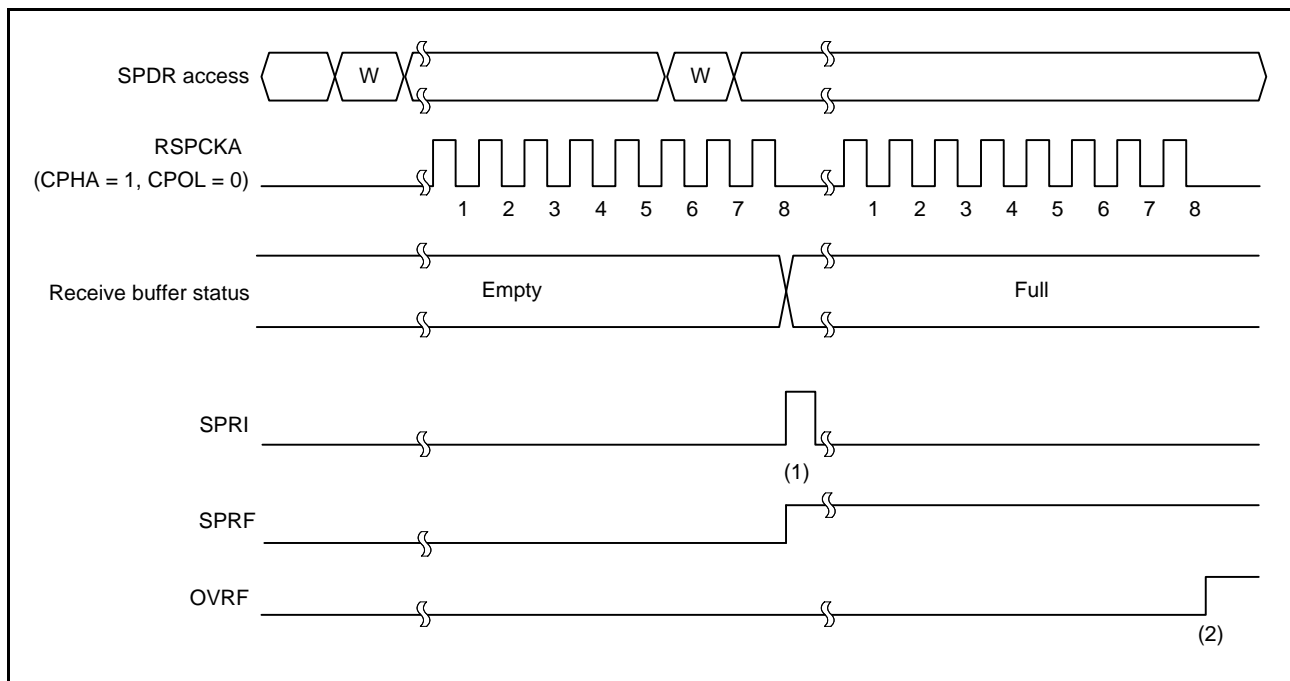 SPDR access
W
W
RSPCKA
(CPHA = 1, CPOL = 0)
1 2 3 4 5 6 7 8 1 2 3 4 5 6 7 8
Receive buffer status
Empty
Full
SPRI
(1)
SPRF
OVRF
(2)